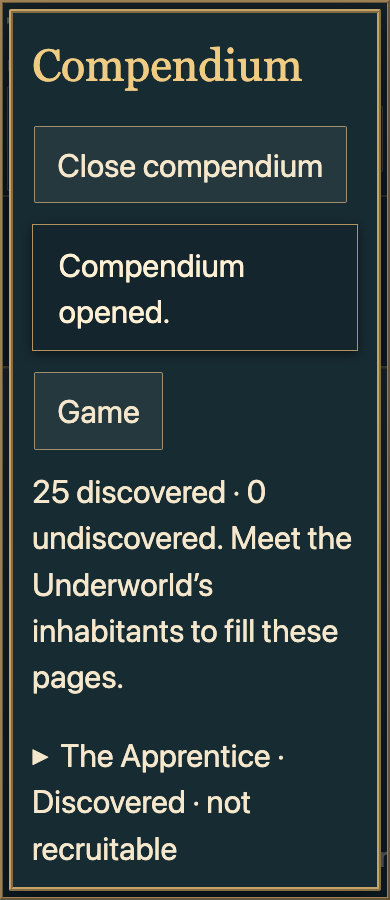 Compendium
Close compendium
Compendium
opened.
Game
25 discovered · 0
undiscovered. Meet the
Underworld’s
inhabitants to fill these
pages.
▶ The Apprentice ·
Discovered · not
recruitable